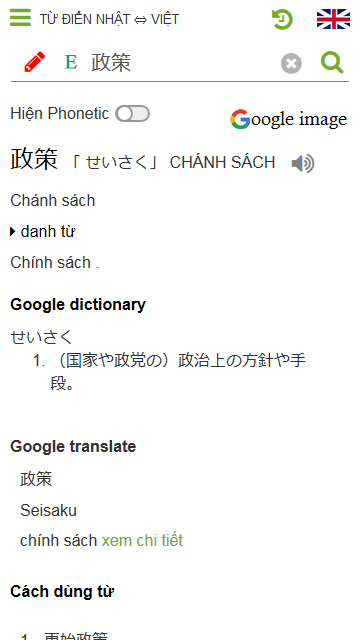 TỪ ĐIỂN NHẬT ⇔ VIỆT
E 政策
Hiện Phonetic
Google image
政策 「 せいさく」 CHÁNH SÁCH
Chánh sách
danh từ
Chính sách .
Google dictionary
せいさく
1. （国家や政党の）政治上の方針や手
段。
Google translate
政策
Seisaku
chính sách xem chi tiết
Cách dùng từ
1. 更始政策